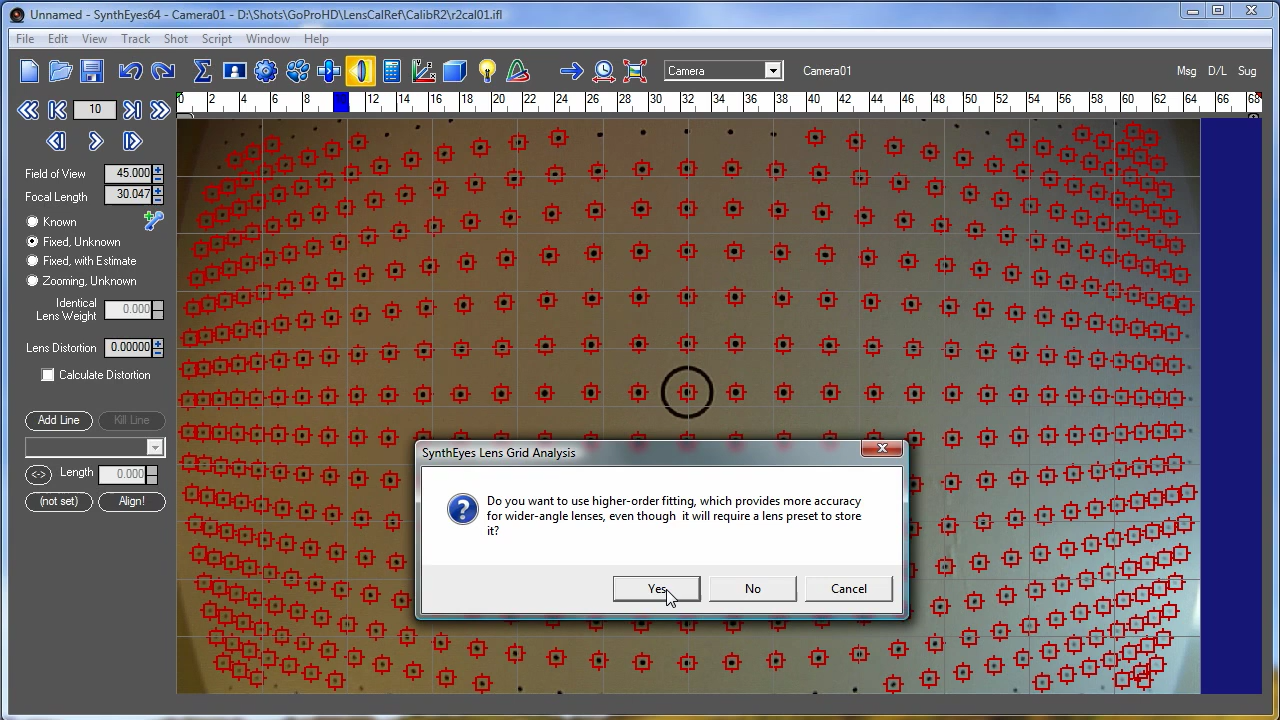 Unnamed - SynthEyes64 - Camera01 - D:\Shots\GoProHD\LensCalRef\CalibR2\r2cal01.ifl
File Edit View Track Shot Script Window Help
Camera Camera01 Msg D/L Sug
10
0 2 4 6 8 10 12 14 16 18 20 22 24 26 28 30 32 34 36 38 40 42 44 46 48 50 52 54 56 58 60 62 64 66 68
Field of View 45.000
Focal Length 30.047
Known
Fixed, Unknown
Fixed, with Estimate
Zooming, Unknown
Identical
Lens Weight 0.000
Lens Distortion 0.00000
Calculate Distortion
Add Line Kill Line
<-> Length 0.000
(not set) Align!
SynthEyes Lens Grid Analysis
Do you want to use higher-order fitting, which provides more accuracy
for wider-angle lenses, even though it will require a lens preset to store
it?
Yes No Cancel